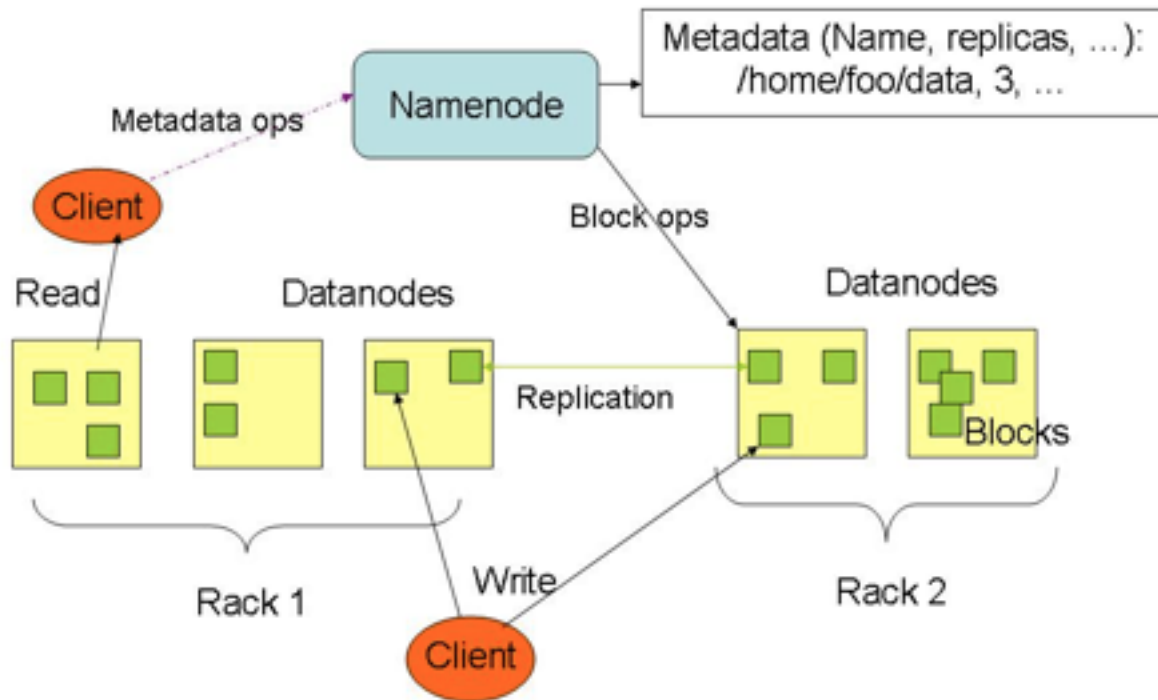 Metadata (Name, replicas, ...):
/home/foo/data, 3, ...
Namenode
Metadata ops
Client
Block ops
Read
Datanodes
Datanodes
Replication
Blocks
Rack 1
Write
Rack 2
Client